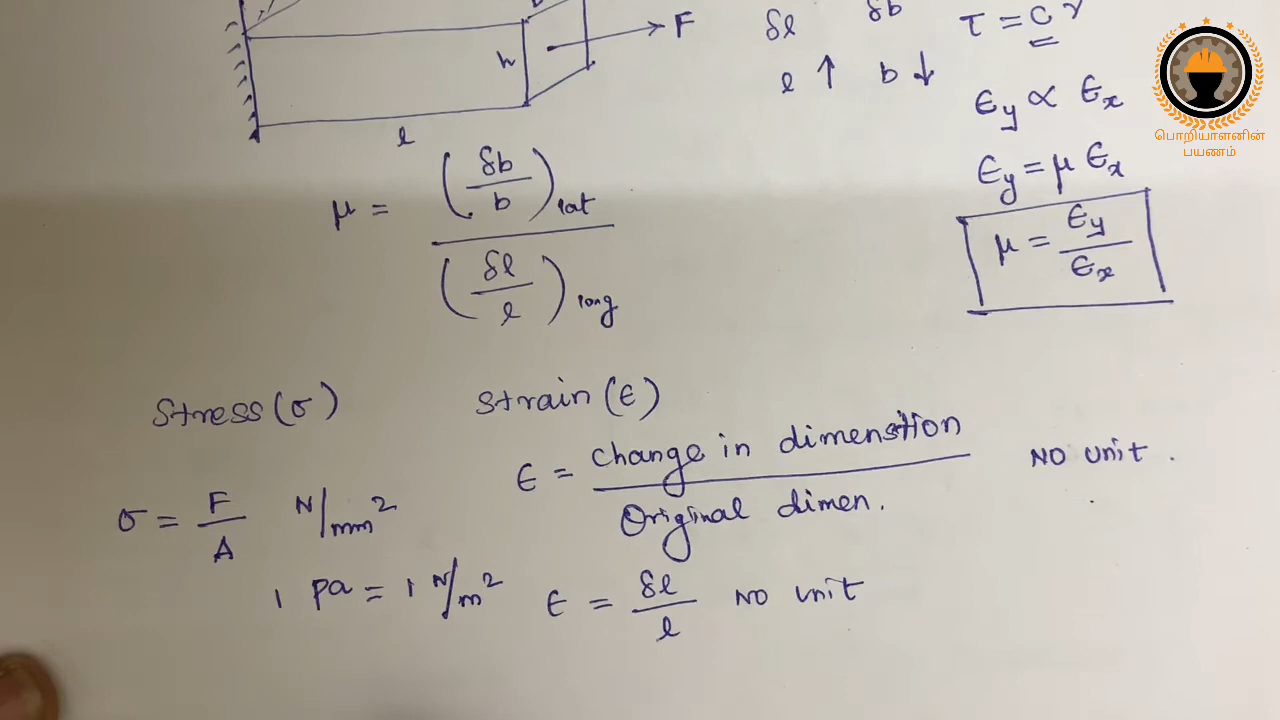 F
h
l
δl δb
l ↑ b ↓
τ = C γ
ϵy ∝ ϵx
ϵy = μ ϵx
μ = ϵy / ϵx
μ = (δb / b)lat / (δl / l)long
பொறியாளனின்
பயணம்
Stress (σ)
σ = F / A N/mm²
1 Pa = 1 N/m²
Strain (ϵ)
ϵ = Change in dimenstion / Original dimen. NO unit.
ϵ = δl / l NO unit